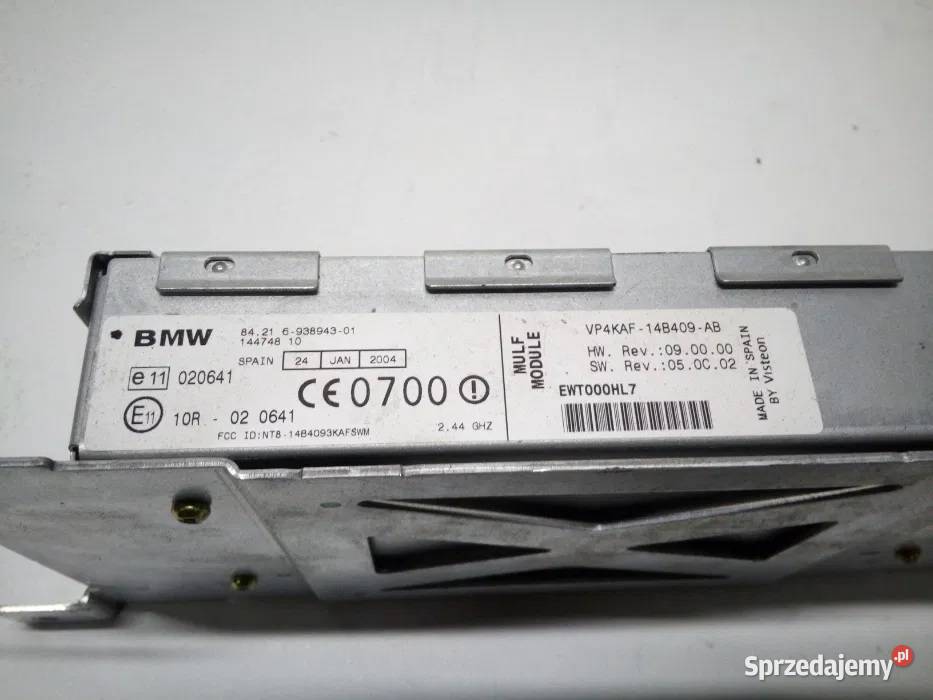 BMW 84.21 6-938943-01
144748 10
SPAIN 24 JAN 2004
e11 020641
CE0700
E11 10R - 02 0641
FCC ID:NT8-14B4093KAFSWM 2.44 GHZ
MULF MODULE
VP4KAF-14B409-AB
HW. Rev.:09.00.00
SW. Rev.:05.0C.02
EWT000HL7
MADE IN SPAIN
BY Visteon
Sprzedajemy.pl